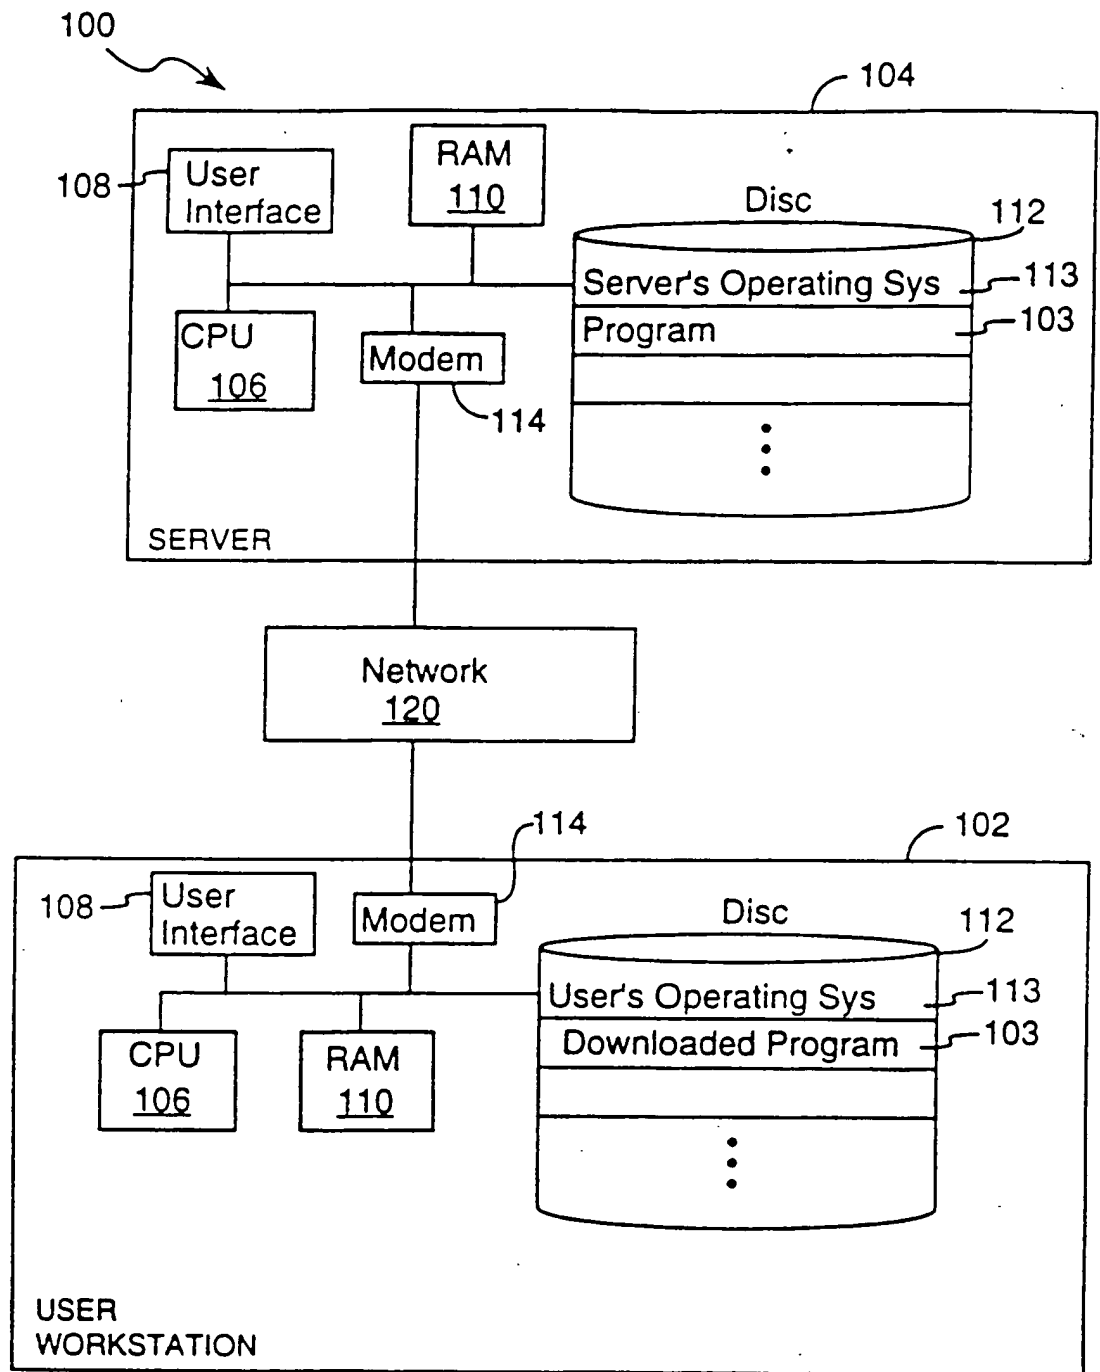 100
104
108
User
Interface
RAM
110
Disc
112
Server's Operating Sys
113
Program
103
CPU
106
Modem
114
SERVER
Network
120
102
114
108
User
Interface
Modem
Disc
112
User's Operating Sys
113
Downloaded Program
103
CPU
106
RAM
110
USER
WORKSTATION